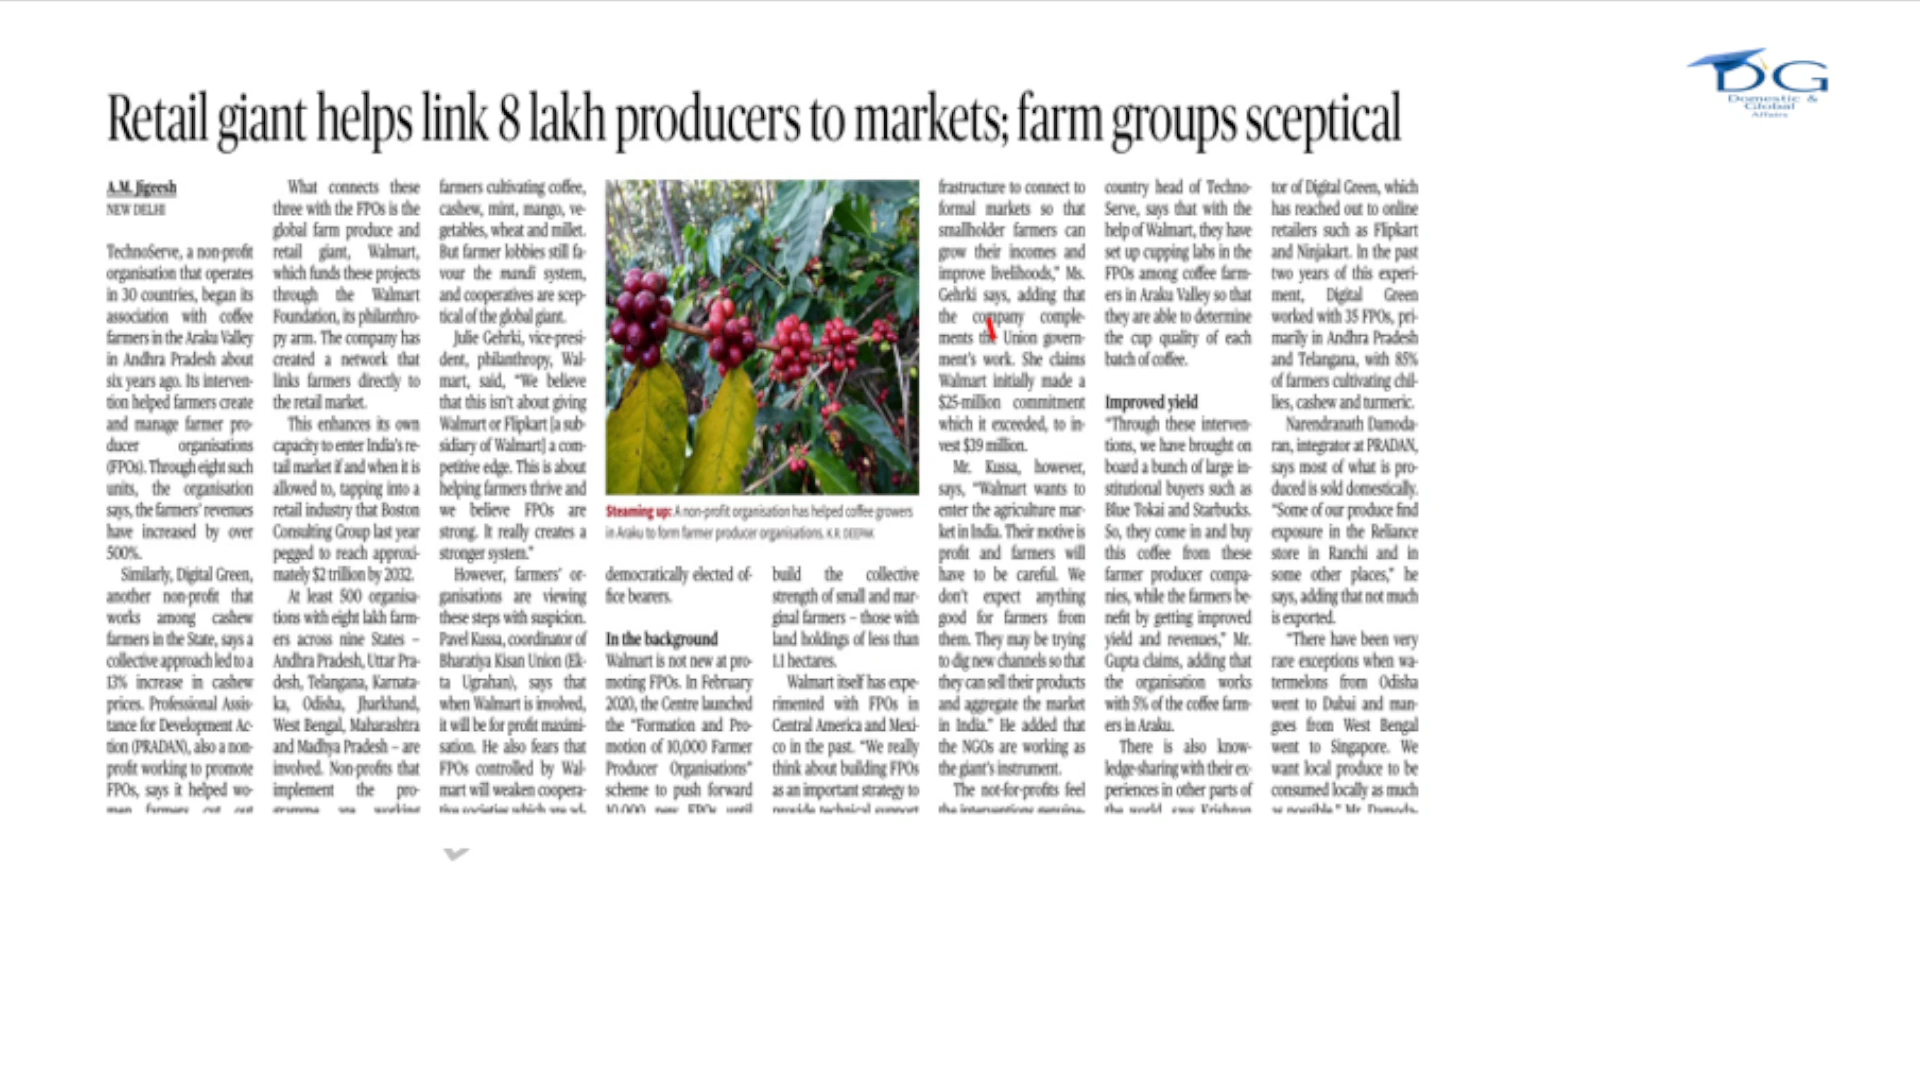 DG
Domestic &
Global
Affairs
Retail giant helps link 8 lakh producers to markets; farm groups sceptical
A.M. Jigeesh
NEW DELHI
TechnoServe, a non-profit
organisation that operates
in 30 countries, began its
association with coffee
farmers in the Araku Valley
in Andhra Pradesh about
six years ago. Its interven-
tion helped farmers create
and manage farmer pro-
ducer organisations
(FPOs). Through eight such
units, the organisation
says, the farmers' revenues
have increased by over
500%.
Similarly, Digital Green,
another non-profit that
works among cashew
farmers in the State, says a
collective approach led to a
13% increase in cashew
prices. Professional Assis-
tance for Development Ac-
tion (PRADAN), also a non-
profit working to promote
FPOs, says it helped wo-
men farmers cut out
What connects these
three with the FPOs is the
global farm produce and
retail giant, Walmart,
which funds these projects
through the Walmart
Foundation, its philanthro-
py arm. The company has
created a network that
links farmers directly to
the retail market.
This enhances its own
capacity to enter India's re-
tail market if and when it is
allowed to, tapping into a
retail industry that Boston
Consulting Group last year
pegged to reach approxi-
mately $2 trillion by 2032.
At least 500 organisa-
tions with eight lakh farm-
ers across nine States –
Andhra Pradesh, Uttar Pra-
desh, Telangana, Karnata-
ka, Odisha, Jharkhand,
West Bengal, Maharashtra
and Madhya Pradesh – are
involved. Non-profits that
implement the pro-
gramme are working
farmers cultivating coffee,
cashew, mint, mango, ve-
getables, wheat and millet.
But farmer lobbies still fa-
vour the mandi system,
and cooperatives are scep-
tical of the global giant.
Julie Gehrki, vice-presi-
dent, philanthropy, Wal-
mart, said, "We believe
that this isn't about giving
Walmart or Flipkart [a sub-
sidiary of Walmart] a com-
petitive edge. This is about
helping farmers thrive and
we believe FPOs are
strong. It really creates a
stronger system."
However, farmers' or-
ganisations are viewing
these steps with suspicion.
Pavel Kussa, coordinator of
Bharatiya Kisan Union (Ek-
ta Ugrahan), says that
when Walmart is involved,
it will be for profit maximi-
sation. He also fears that
FPOs controlled by Wal-
mart will weaken coopera-
tive societies which are ad-
Steaming up: A non-profit organisation has helped coffee growers
in Araku to form farmer producer organisations. K.R. DEEPAK
democratically elected of-
fice bearers.
In the background
Walmart is not new at pro-
moting FPOs. In February
2020, the Centre launched
the "Formation and Pro-
motion of 10,000 Farmer
Producer Organisations"
scheme to push forward
10,000 new FPOs until
build the collective
strength of small and mar-
ginal farmers – those with
land holdings of less than
1.1 hectares.
Walmart itself has expe-
rimented with FPOs in
Central America and Mexi-
co in the past. "We really
think about building FPOs
as an important strategy to
provide technical support
frastructure to connect to
formal markets so that
smallholder farmers can
grow their incomes and
improve livelihoods," Ms.
Gehrki says, adding that
the company comple-
ments the Union govern-
ment's work. She claims
Walmart initially made a
$25-million commitment
which it exceeded, to in-
vest $39 million.
Mr. Kussa, however,
says, "Walmart wants to
enter the agriculture mar-
ket in India. Their motive is
profit and farmers will
have to be careful. We
don't expect anything
good for farmers from
them. They may be trying
to dig new channels so that
they can sell their products
and aggregate the market
in India." He added that
the NGOs are working as
the giant's instrument.
The not-for-profits feel
the interventions genuine-
country head of Techno-
Serve, says that with the
help of Walmart, they have
set up cupping labs in the
FPOs among coffee farm-
ers in Araku Valley so that
they are able to determine
the cup quality of each
batch of coffee.
Improved yield
"Through these interven-
tions, we have brought on
board a bunch of large in-
stitutional buyers such as
Blue Tokai and Starbucks.
So, they come in and buy
this coffee from these
farmer producer compa-
nies, while the farmers be-
nefit by getting improved
yield and revenues," Mr.
Gupta claims, adding that
the organisation works
with 5% of the coffee farm-
ers in Araku.
There is also know-
ledge-sharing with their ex-
periences in other parts of
the world, says Krishnan
tor of Digital Green, which
has reached out to online
retailers such as Flipkart
and Ninjakart. In the past
two years of this experi-
ment, Digital Green
worked with 35 FPOs, pri-
marily in Andhra Pradesh
and Telangana, with 85%
of farmers cultivating chil-
lies, cashew and turmeric.
Narendranath Damoda-
ran, integrator at PRADAN,
says most of what is pro-
duced is sold domestically.
"Some of our produce find
exposure in the Reliance
store in Ranchi and in
some other places," he
says, adding that not much
is exported.
"There have been very
rare exceptions when wa-
termelons from Odisha
went to Dubai and man-
goes from West Bengal
went to Singapore. We
want local produce to be
consumed locally as much
as possible." Mr. Damoda-